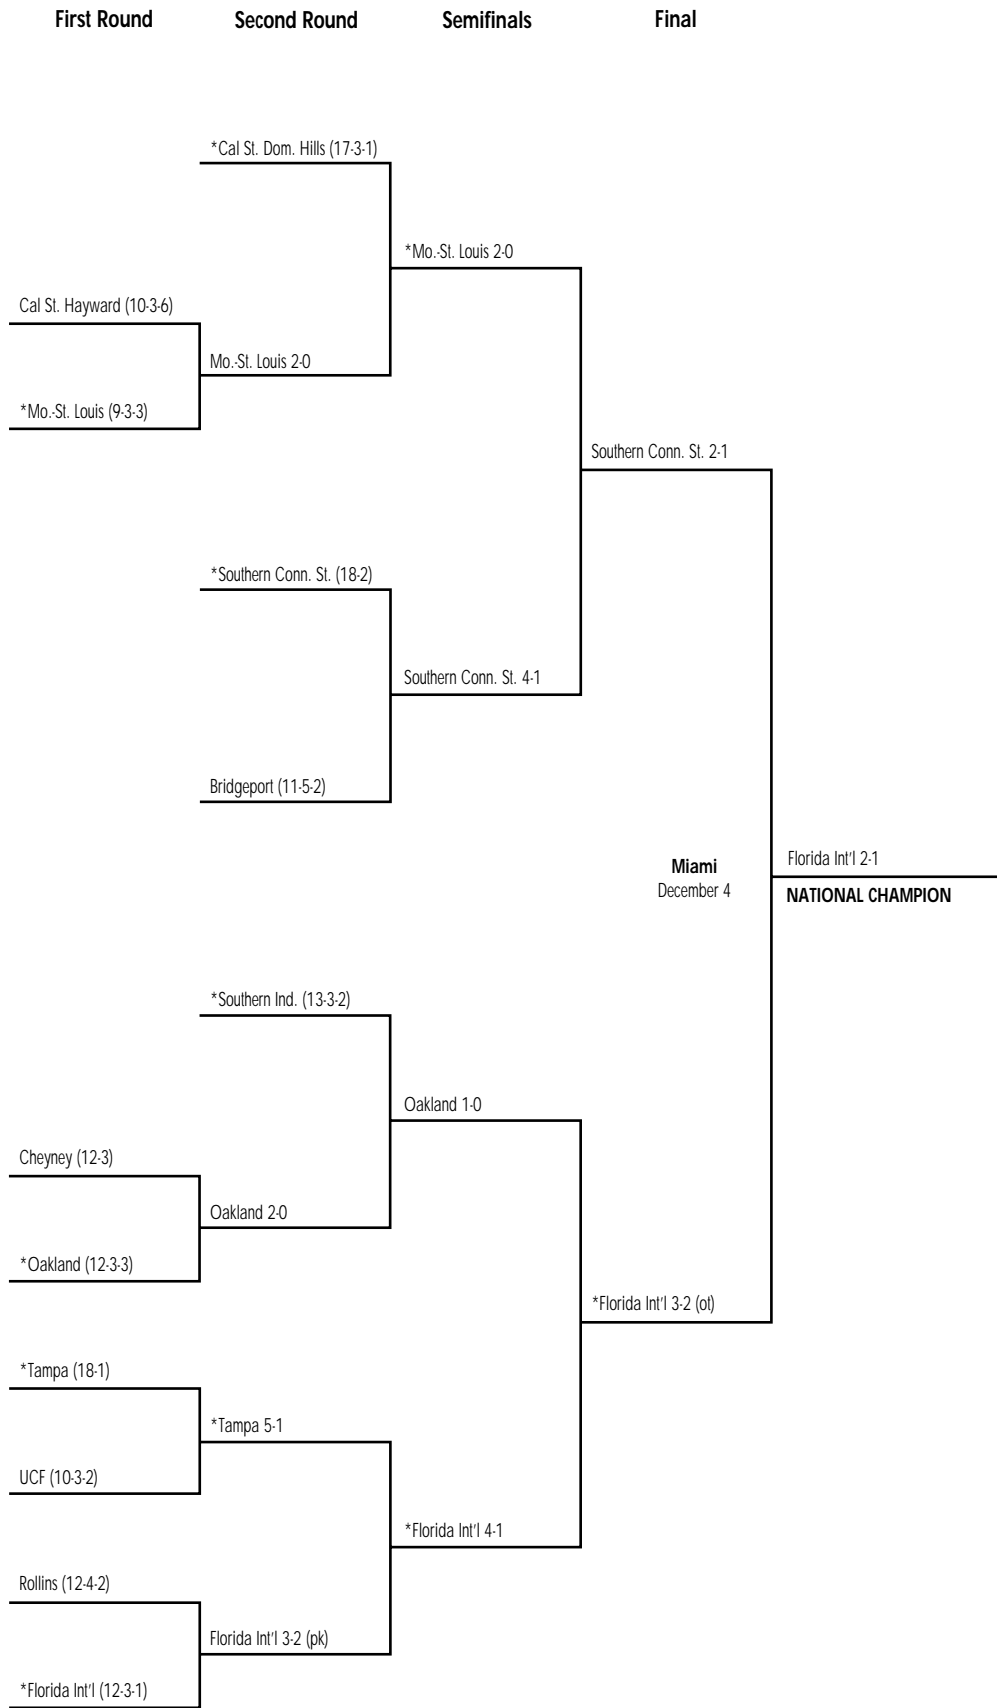 First Round Second Round Semifinals Final
*Cal St. Dom. Hills (17-3-1)
*Mo.-St. Louis 2-0
Cal St. Hayward (10-3-6)
Mo.-St. Louis 2-0
*Mo.-St. Louis (9-3-3)
Southern Conn. St. 2-1
*Southern Conn. St. (18-2)
Southern Conn. St. 4-1
Bridgeport (11-5-2)
Miami
December 4
Florida Int'l 2-1
NATIONAL CHAMPION
*Southern Ind. (13-3-2)
Oakland 1-0
Cheyney (12-3)
Oakland 2-0
*Oakland (12-3-3)
*Florida Int'l 3-2 (ot)
*Tampa (18-1)
*Tampa 5-1
UCF (10-3-2)
*Florida Int'l 4-1
Rollins (12-4-2)
Florida Int'l 3-2 (pk)
*Florida Int'l (12-3-1)